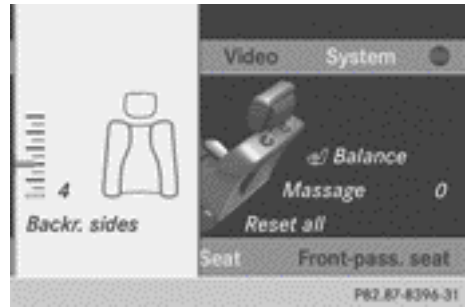 Video System
Balance
4 Massage 0
Backr. sides Reset all
Seat Front-pass. seat
P82.87-8396-31